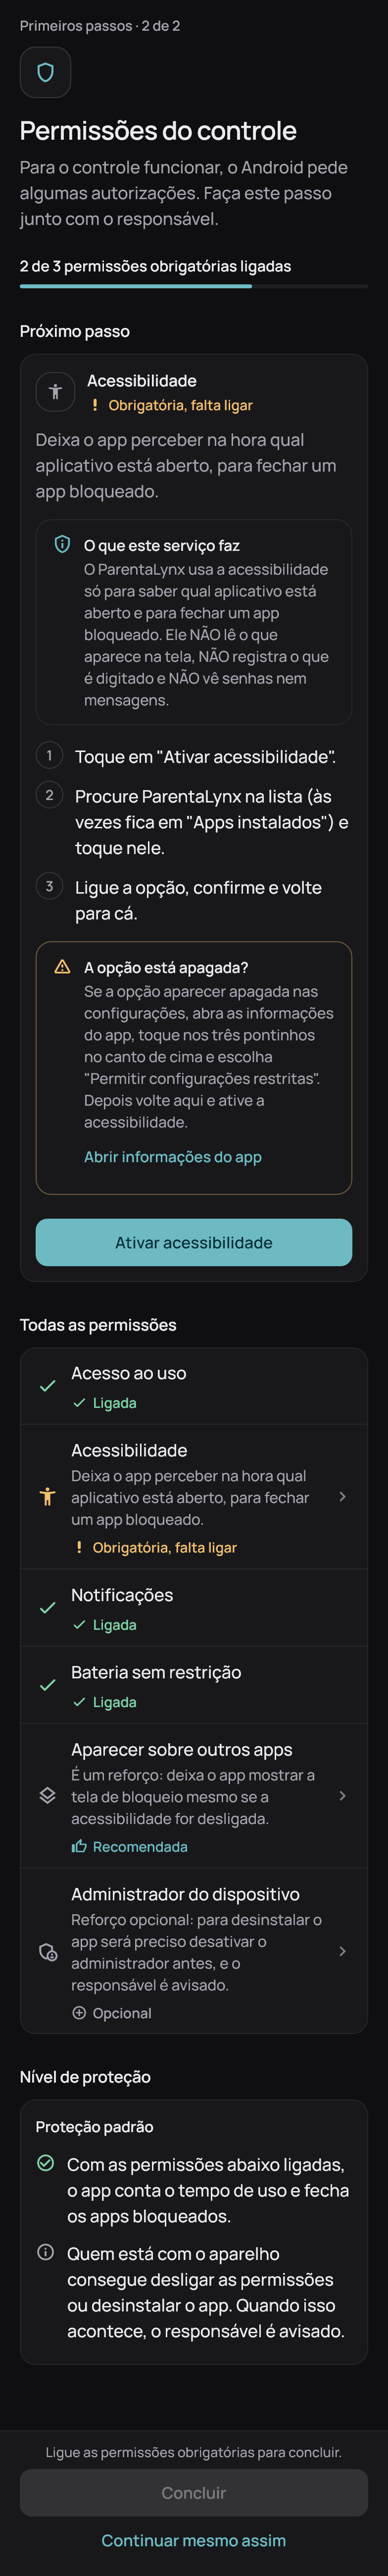 Primeiros passos · 2 de 2
Permissões do controle
Para o controle funcionar, o Android pede
algumas autorizações. Faça este passo
junto com o responsável.
2 de 3 permissões obrigatórias ligadas
Próximo passo
Acessibilidade
Obrigatória, falta ligar
Deixa o app perceber na hora qual
aplicativo está aberto, para fechar um
app bloqueado.
O que este serviço faz
O ParentaLynx usa a acessibilidade
só para saber qual aplicativo está
aberto e para fechar um app
bloqueado. Ele NÃO lê o que
aparece na tela, NÃO registra o que
é digitado e NÃO vê senhas nem
mensagens.
1 Toque em "Ativar acessibilidade".
2 Procure ParentaLynx na lista (às
vezes fica em "Apps instalados") e
toque nele.
3 Ligue a opção, confirme e volte
para cá.
A opção está apagada?
Se a opção aparecer apagada nas
configurações, abra as informações
do app, toque nos três pontinhos
no canto de cima e escolha
"Permitir configurações restritas".
Depois volte aqui e ative a
acessibilidade.
Abrir informações do app
Ativar acessibilidade
Todas as permissões
Acesso ao uso
Ligada
Acessibilidade
Deixa o app perceber na hora qual
aplicativo está aberto, para fechar
um app bloqueado.
Obrigatória, falta ligar
Notificações
Ligada
Bateria sem restrição
Ligada
Aparecer sobre outros apps
É um reforço: deixa o app mostrar a
tela de bloqueio mesmo se a
acessibilidade for desligada.
Recomendada
Administrador do dispositivo
Reforço opcional: para desinstalar o
app será preciso desativar o
administrador antes, e o
responsável é avisado.
Opcional
Nível de proteção
Proteção padrão
Com as permissões abaixo ligadas,
o app conta o tempo de uso e fecha
os apps bloqueados.
Quem está com o aparelho
consegue desligar as permissões
ou desinstalar o app. Quando isso
acontece, o responsável é avisado.
Ligue as permissões obrigatórias para concluir.
Concluir
Continuar mesmo assim